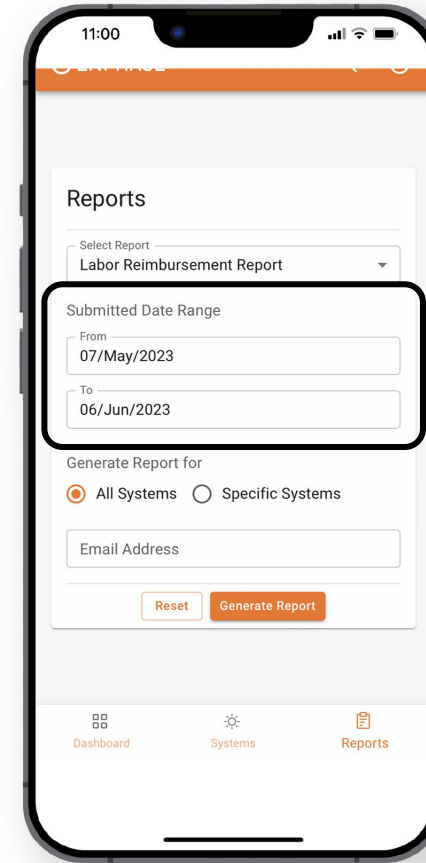 11:00
Reports
Select Report
Labor Reimbursement Report
Submitted Date Range
From
07/May/2023
To
06/Jun/2023
Generate Report for
All Systems Specific Systems
Email Address
Reset Generate Report
Dashboard Systems Reports